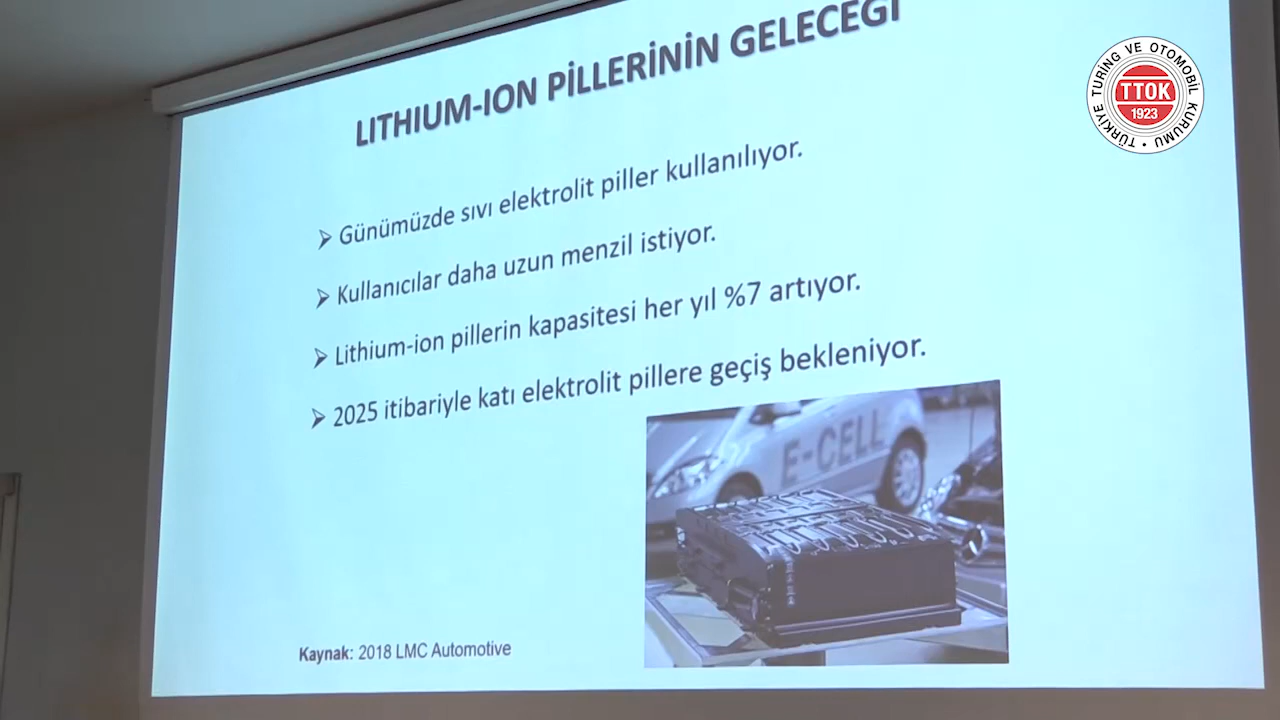 LITHIUM-ION PİLLERİNİN GELECEĞİ
Günümüzde sıvı elektrolit piller kullanılıyor.
Kullanıcılar daha uzun menzil istiyor.
Lithium-ion pillerin kapasitesi her yıl %7 artıyor.
2025 itibariyle katı elektrolit pillere geçiş bekleniyor.
E-CELL
Kaynak: 2018 LMC Automotive
TÜRKİYE TURİNG VE OTOMOBİL KURUMU
TTOK
1923